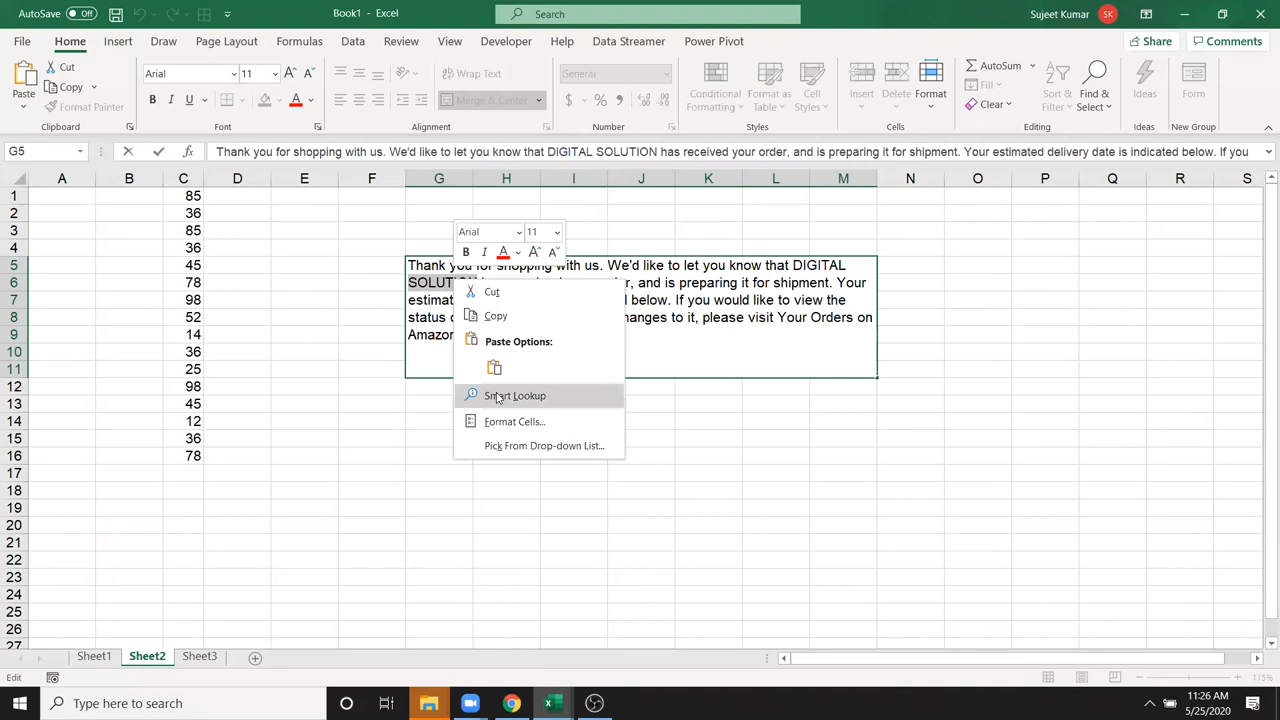 AutoSave Off Book1 - Excel Search Sujeet Kumar SK
File Home Insert Draw Page Layout Formulas Data Review View Developer Help Data Streamer Power Pivot Share Comments
Paste Cut Copy Format Painter Clipboard
Arial 11 B I U A Font
Wrap Text Merge & Center Alignment
General $ % Number
Conditional Formatting Format as Table Cell Styles Styles
Insert Delete Format Cells
AutoSum Fill Clear Sort & Filter Find & Select Editing
Ideas Ideas
Form New Group
G5 fx Thank you for shopping with us. We'd like to let you know that DIGITAL SOLUTION has received your order, and is preparing it for shipment. Your estimated delivery date is indicated below. If you
A B C D E F G H I J K L M N O P Q R S
1 85
2 36
3 85
4 36
Arial 11
B I A
5 45 Thank you for shopping with us. We'd like to let you know that DIGITAL
6 78 SOLUTION and is preparing it for shipment. Your
7 98 below. If you would like to view the
8 52 status changes to it, please visit Your Orders on
9 14 Amazon
10 36
11 25
12 98
13 45
14 12
15 36
16 78
17
18
19
20
21
22
23
24
25
26
27
Cut
Copy
Paste Options:
Smart Lookup
Format Cells...
Pick From Drop-down List...
Sheet1 Sheet2 Sheet3
Edit 115%
Type here to search
11:26 AM
5/25/2020